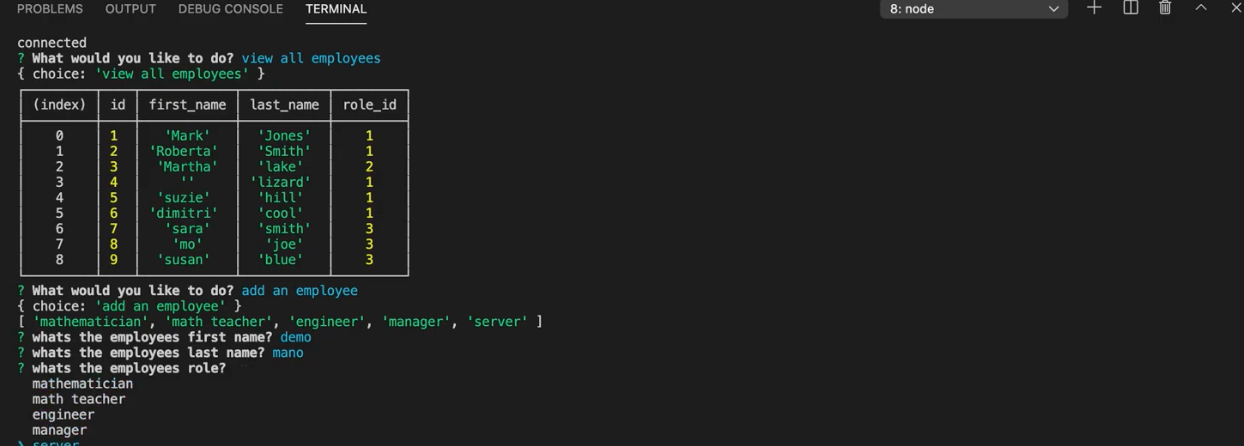 PROBLEMS OUTPUT DEBUG CONSOLE TERMINAL 8: node
connected
? What would you like to do? view all employees
{ choice: 'view all employees' }
(index) id first_name last_name role_id
0 1 'Mark' 'Jones' 1
1 2 'Roberta' 'Smith' 1
2 3 'Martha' 'lake' 2
3 4 '' 'lizard' 1
4 5 'suzie' 'hill' 1
5 6 'dimitri' 'cool' 1
6 7 'sara' 'smith' 3
7 8 'mo' 'joe' 3
8 9 'susan' 'blue' 3
? What would you like to do? add an employee
{ choice: 'add an employee' }
[ 'mathematician', 'math teacher', 'engineer', 'manager', 'server' ]
? whats the employees first name? demo
? whats the employees last name? mano
? whats the employees role?
mathematician
math teacher
engineer
manager
❯ server